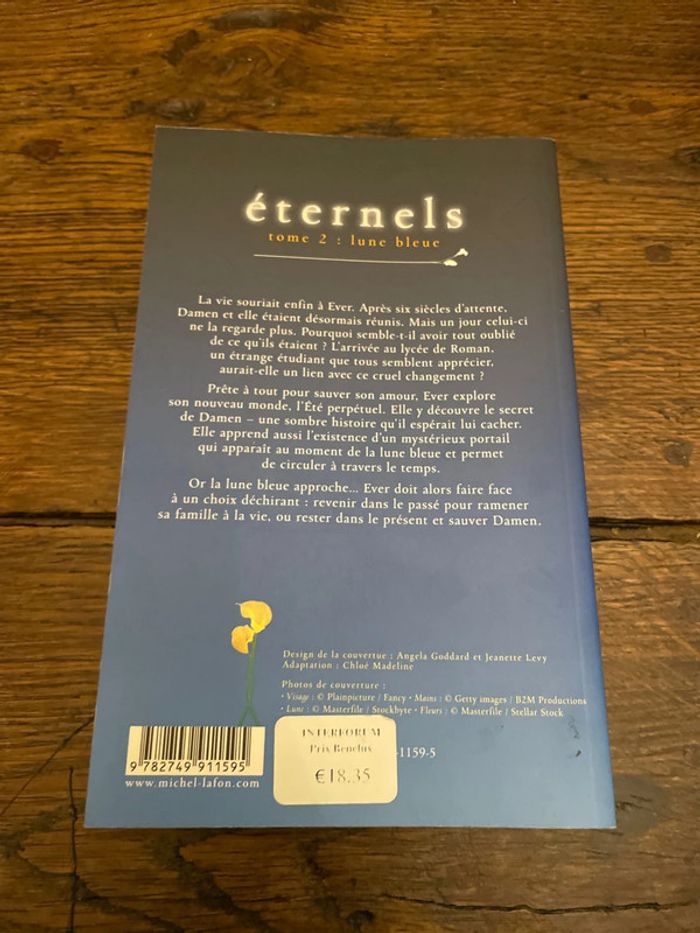 éternels
tome 2 : lune bleue
La vie souriait enfin à Ever. Après six siècles d'attente,
Damen et elle étaient désormais réunis. Mais un jour celui-ci
ne la regarde plus. Pourquoi semble-t-il avoir tout oublié
de ce qu'ils étaient ? L'arrivée au lycée de Roman,
un étrange étudiant que tous semblent apprécier,
aurait-elle un lien avec ce cruel changement ?
Prête à tout pour sauver son amour, Ever explore
son nouveau monde, l'Été perpétuel. Elle y découvre le secret
de Damen – une sombre histoire qu'il espérait lui cacher.
Elle apprend aussi l'existence d'un mystérieux portail
qui apparaît au moment de la lune bleue et permet
de circuler à travers le temps.
Or la lune bleue approche... Ever doit alors faire face
à un choix déchirant : revenir dans le passé pour ramener
sa famille à la vie, ou rester dans le présent et sauver Damen.
Design de la couverture : Angela Goddard et Jeanette Levy
Adaptation : Chloé Madeline
Photos de couverture :
• Visage : © Plainpicture / Fancy • Mains : © Getty images / B2M Productions
• Lune : © Masterfile / Stockbyte • Fleurs : © Masterfile / Stellar Stock
INTERFORUM
Prix Benelux
€18.35
-1159-5
9 782749 911595
www.michel-lafon.com